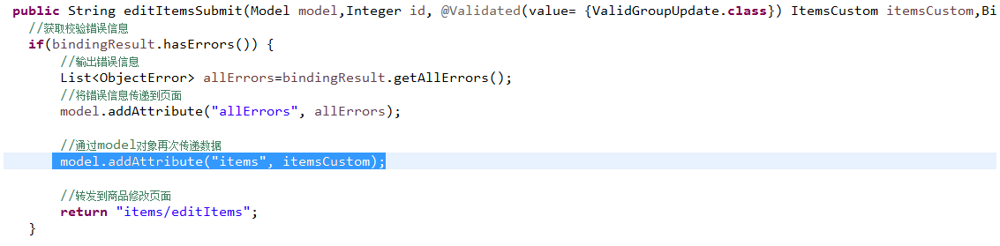 public String editItemsSubmit(Model model,Integer id, @Validated(value= {ValidGroupUpdate.class}) ItemsCustom itemsCustom,Bi
//获取校验错误信息
if(bindingResult.hasErrors()) {
//输出错误信息
List<ObjectError> allErrors=bindingResult.getAllErrors();
//将错误信息传递到页面
model.addAttribute("allErrors", allErrors);
//通过model对象再次传递数据
model.addAttribute("items", itemsCustom);
//转发到商品修改页面
return "items/editItems";
}